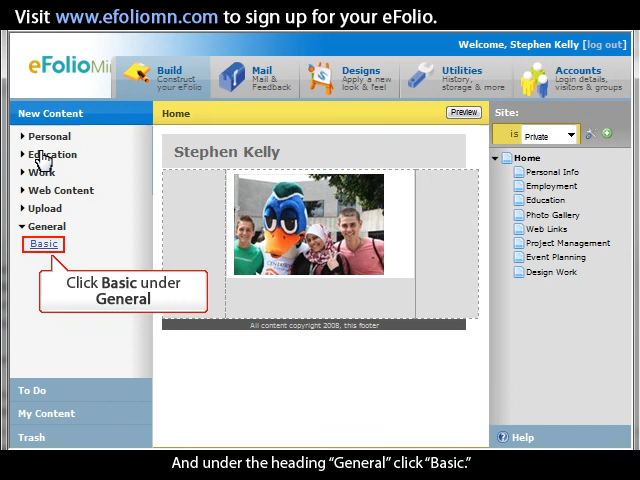 Visit www.efoliomn.com to sign up for your eFolio.
Welcome, Stephen Kelly [log out]
eFolioMi
Build
Construct
your eFolio
Mail
Mail &
Feedback
Designs
Apply a new
look & feel
Utilities
History,
storage & more
Accounts
Login details,
visitors & groups
New Content
Personal
Education
Work
Web Content
Upload
General
Basic
Click Basic under
General
To Do
My Content
Trash
Home
Preview
Stephen Kelly
All content copyright 2008, this footer
Site:
is Private
Home
Personal Info
Employment
Education
Photo Gallery
Web Links
Project Management
Event Planning
Design Work
Help
And under the heading “General” click “Basic.”